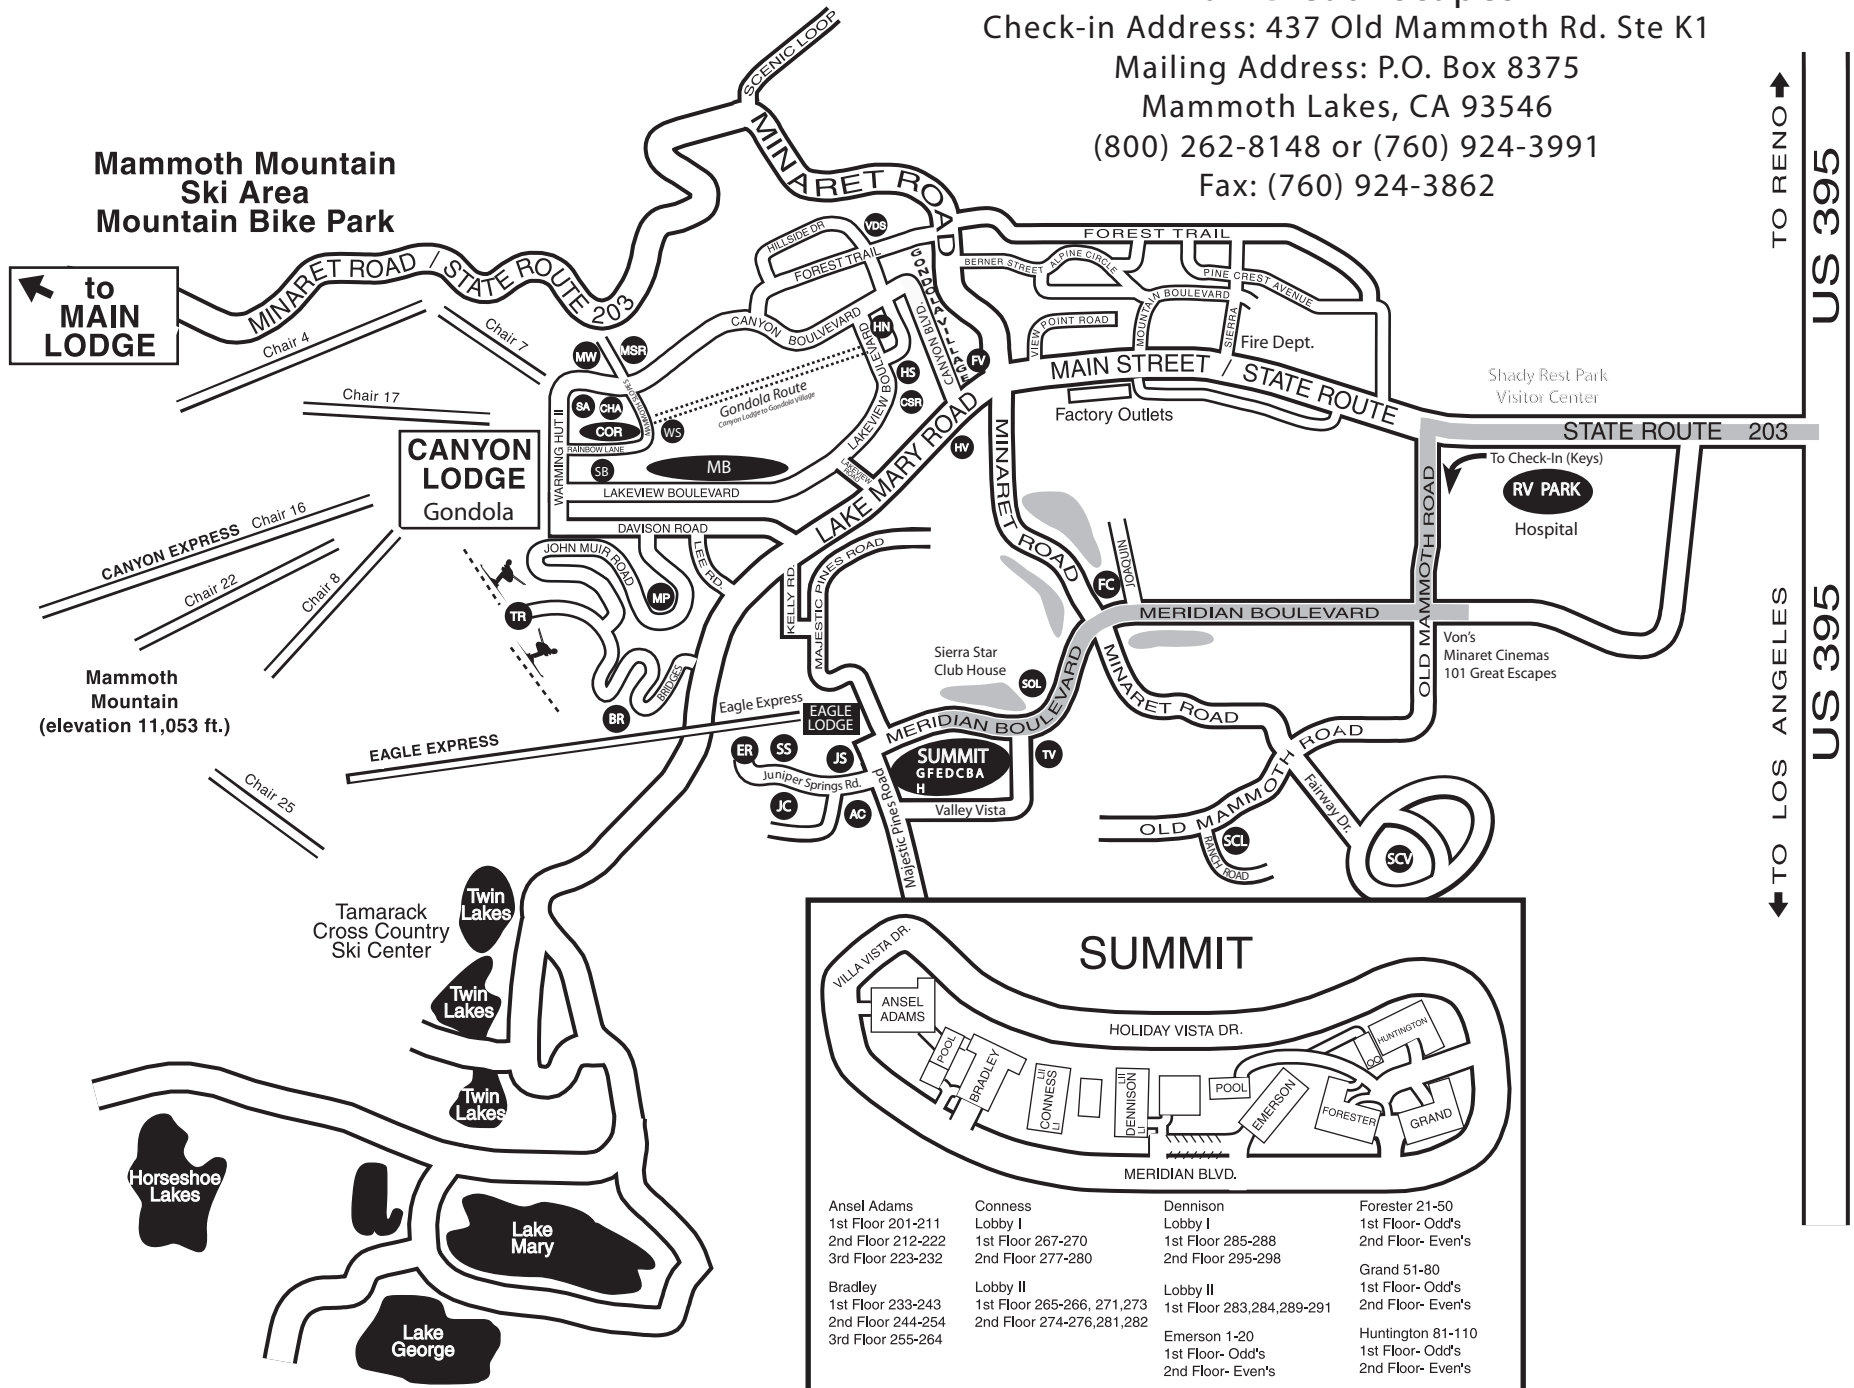 Check-in Address: 437 Old Mammoth Rd. Ste K1
Mailing Address: P.O. Box 8375
Mammoth Lakes, CA 93546
(800) 262-8148 or (760) 924-3991
Fax: (760) 924-3862
SCENIC LOOP
MINARET ROAD
Mammoth Mountain
Ski Area
Mountain Bike Park
to
MAIN
LODGE
MINARET ROAD / STATE ROUTE 203
TO RENO
US 395
VDS
HILLSIDE DR
FOREST TRAIL
FOREST TRAIL
BERNER STREET
ALPINE CIRCLE
PINE CREST AVENUE
MOUNTAIN BOULEVARD
SIERRA
VIEW POINT ROAD
Fire Dept.
GONDOLA VILLAGE
CANYON BLVD.
CANYON BOULEVARD
HN
HS
CSR
FV
HV
LAKEVIEW BOULEVARD
Chair 4
Chair 7
Chair 17
MW
MSR
SA
CHA
COR
WS
SB
MB
RAINBOW LANE
WARMING HUT II
Gondola Route
Canyon Lodge to Gondola Village
LAKEVIEW ROAD
LAKEVIEW BOULEVARD
MAIN STREET / STATE ROUTE
Factory Outlets
Shady Rest Park
Visitor Center
STATE ROUTE 203
To Check-In (Keys)
RV PARK
Hospital
OLD MAMMOTH ROAD
CANYON
LODGE
Gondola
LAKE MARY ROAD
MINARET ROAD
DAVISON ROAD
JOHN MUIR ROAD
LEE RD.
MP
TR
BRIDGES
BR
KELLY RD.
MAJESTIC PINES ROAD
CANYON EXPRESS Chair 16
Chair 22
Chair 8
Mammoth
Mountain
(elevation 11,053 ft.)
FC
JOAQUIN
MERIDIAN BOULEVARD
Von's
Minaret Cinemas
101 Great Escapes
OLD MAMMOTH ROAD
TO LOS ANGELES
US 395
Sierra Star
Club House
SOL
MERIDIAN BOULEVARD
MINARET ROAD
Eagle Express
EAGLE
LODGE
EAGLE EXPRESS
ER
SS
JS
JC
AC
Juniper Springs Rd.
SUMMIT
GFEDCBA
H
TV
Valley Vista
Majestic Pines Road
OLD MAMMOTH ROAD
Fairway Dr.
RANCH ROAD
SCL
SCV
Chair 25
Tamarack
Cross Country
Ski Center
Twin
Lakes
Twin
Lakes
Twin
Lakes
Horseshoe
Lakes
Lake
Mary
Lake
George
SUMMIT
VILLA VISTA DR.
HOLIDAY VISTA DR.
MERIDIAN BLVD.
ANSEL
ADAMS
POOL
BRADLEY
LII
CONNESS
LI
LII
DENNISON
LI
POOL
EMERSON
FORESTER
GRAND
HUNTINGTON
Ansel Adams
1st Floor 201-211
2nd Floor 212-222
3rd Floor 223-232
Bradley
1st Floor 233-243
2nd Floor 244-254
3rd Floor 255-264
Conness
Lobby I
1st Floor 267-270
2nd Floor 277-280
Lobby II
1st Floor 265-266, 271,273
2nd Floor 274-276,281,282
Dennison
Lobby I
1st Floor 285-288
2nd Floor 295-298
Lobby II
1st Floor 283,284,289-291
Emerson 1-20
1st Floor- Odd's
2nd Floor- Even's
Forester 21-50
1st Floor- Odd's
2nd Floor- Even's
Grand 51-80
1st Floor- Odd's
2nd Floor- Even's
Huntington 81-110
1st Floor- Odd's
2nd Floor- Even's